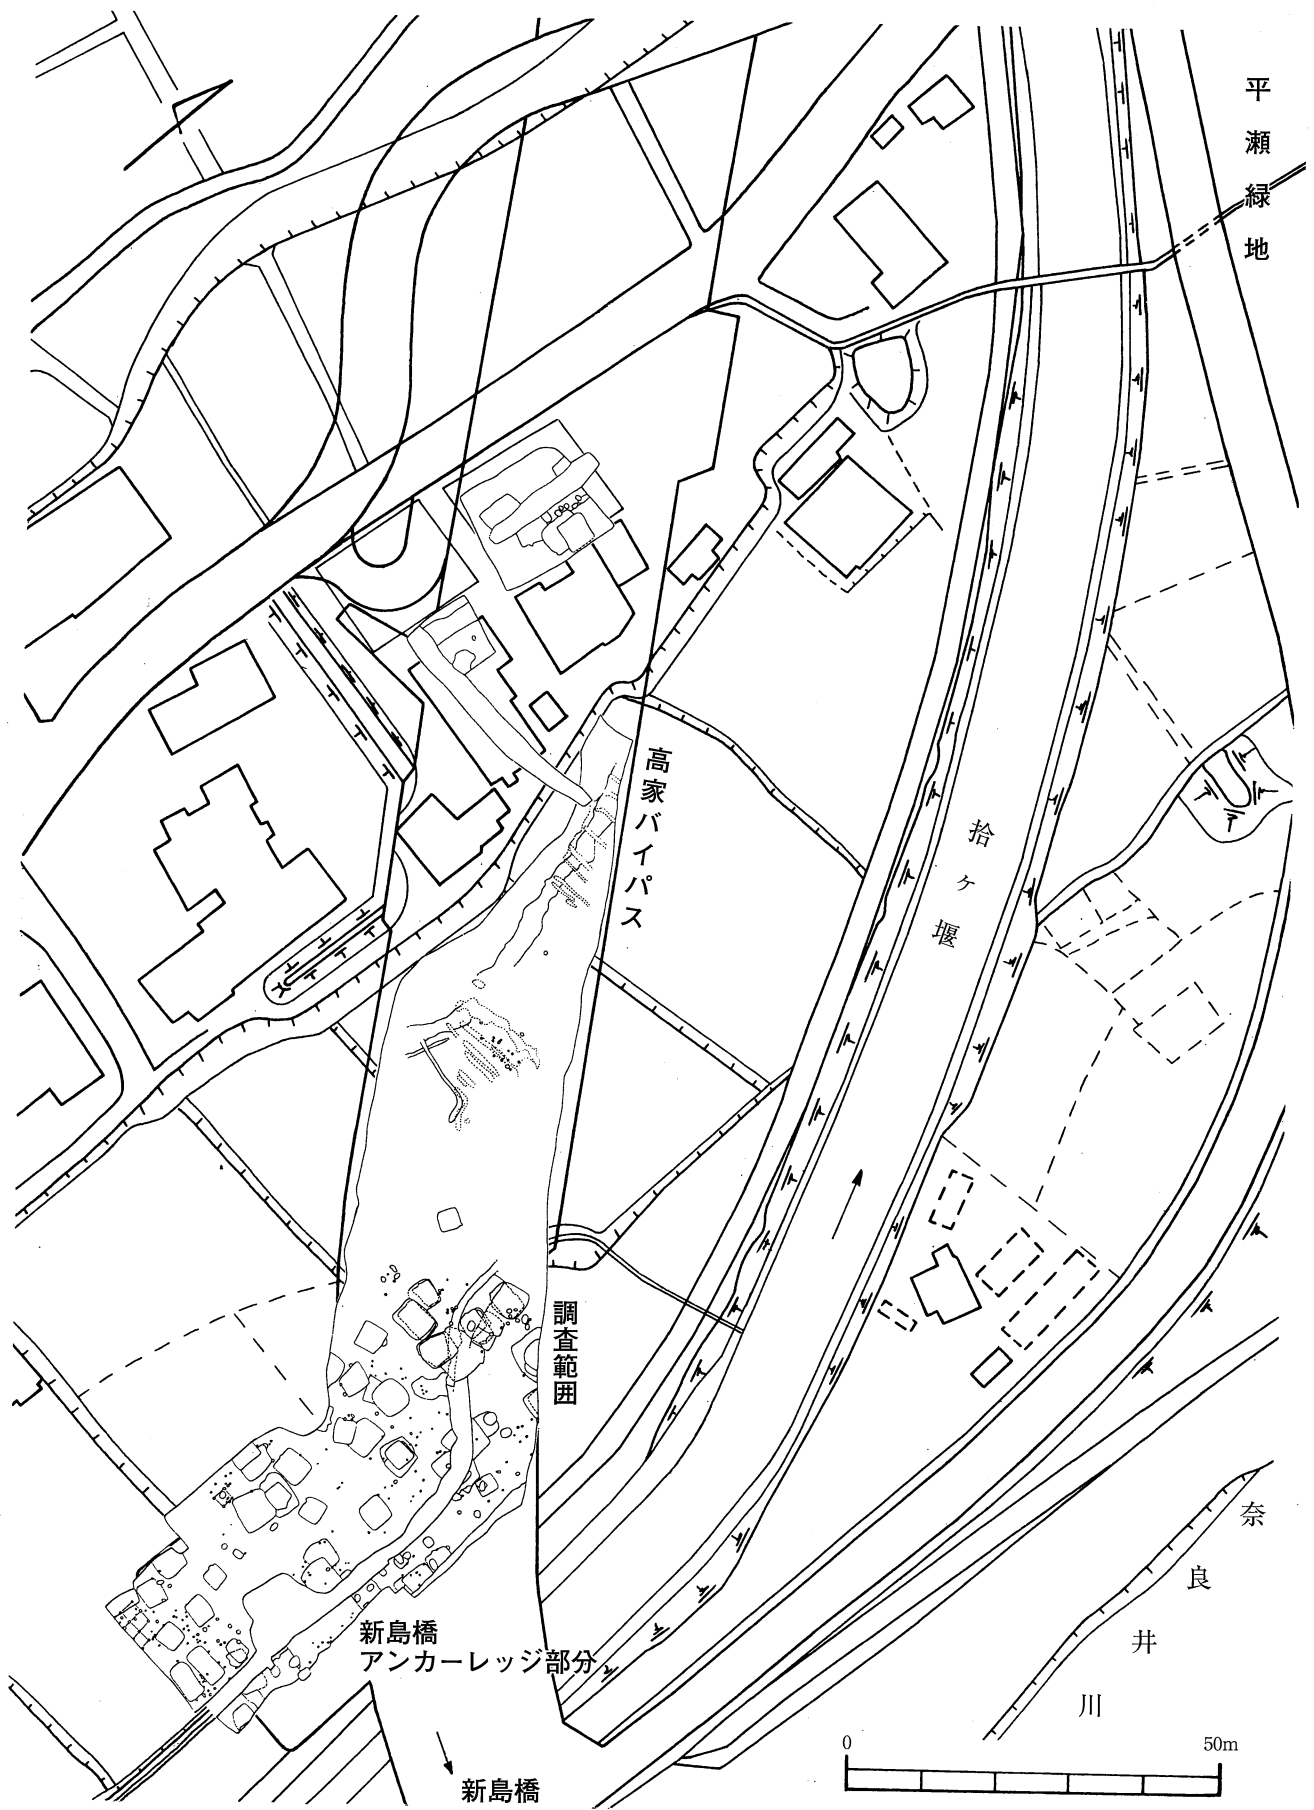 平瀬緑地
高家バイパス
拾ヶ堰
調査範囲
奈良井川
新島橋
アンカーレッジ部分
新島橋
0 50m